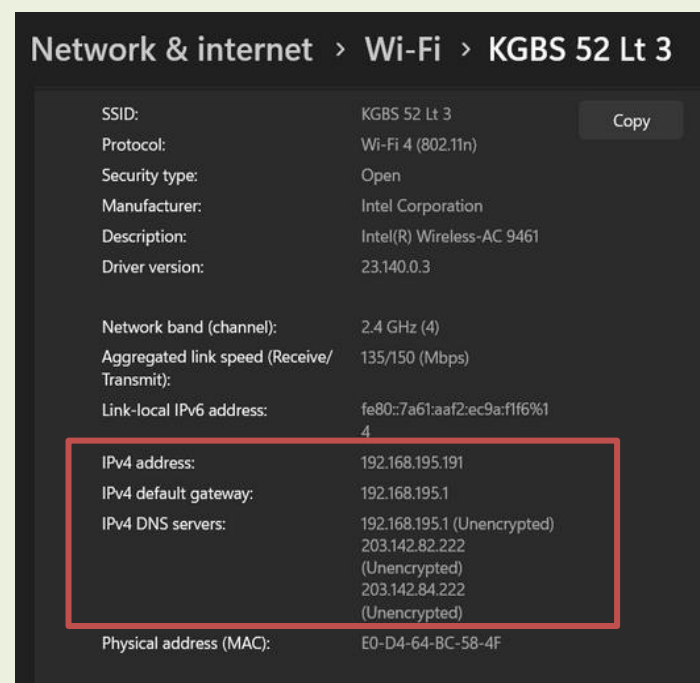 Network & internet > Wi-Fi > KGBS 52 Lt 3
SSID: KGBS 52 Lt 3
Copy
Protocol: Wi-Fi 4 (802.11n)
Security type: Open
Manufacturer: Intel Corporation
Description: Intel(R) Wireless-AC 9461
Driver version: 23.140.0.3
Network band (channel): 2.4 GHz (4)
Aggregated link speed (Receive/ 135/150 (Mbps)
Transmit):
Link-local IPv6 address: fe80::7a61:aaf2:ec9a:f1f6%1
4
IPv4 address: 192.168.195.191
IPv4 default gateway: 192.168.195.1
IPv4 DNS servers: 192.168.195.1 (Unencrypted)
203.142.82.222
(Unencrypted)
203.142.84.222
(Unencrypted)
Physical address (MAC): E0-D4-64-BC-58-4F